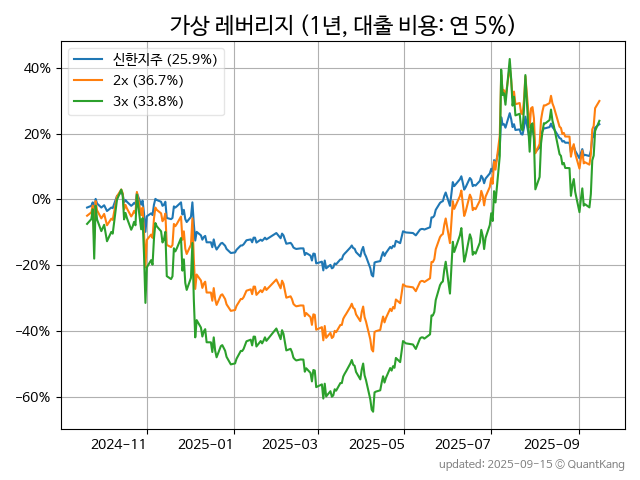 가상 레버리지 (1년, 대출 비용: 연 5%)
신한지주 (25.9%)
2x (36.7%)
3x (33.8%)
40%
20%
0%
−20%
−40%
−60%
2024-11 2025-01 2025-03 2025-05 2025-07 2025-09
updated: 2025-09-15 © QuantKang